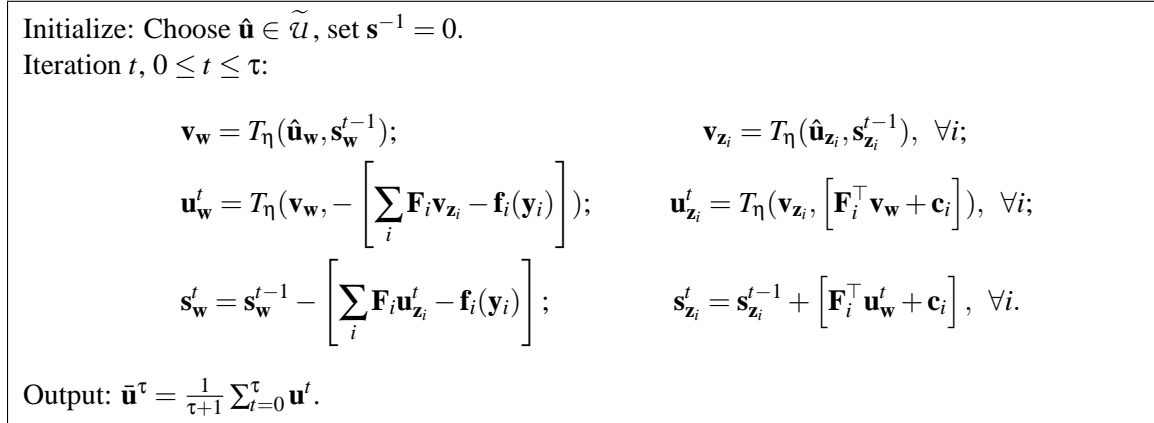 Initialize: Choose û ∈ Ũ, set s⁻¹ = 0.
Iteration t, 0 ≤ t ≤ τ:
v_w = T_η(û_w, s_w^{t−1}); v_{z_i} = T_η(û_{z_i}, s_{z_i}^{t−1}), ∀i;
u_w^t = T_η(v_w, −[∑_i F_i v_{z_i} − f_i(y_i)]); u_{z_i}^t = T_η(v_{z_i}, [F_i^⊤ v_w + c_i]), ∀i;
s_w^t = s_w^{t−1} − [∑_i F_i u_{z_i}^t − f_i(y_i)]; s_{z_i}^t = s_{z_i}^{t−1} + [F_i^⊤ u_w^t + c_i], ∀i.
Output: ū^τ = \frac{1}{τ+1} ∑_{t=0}^τ u^t.